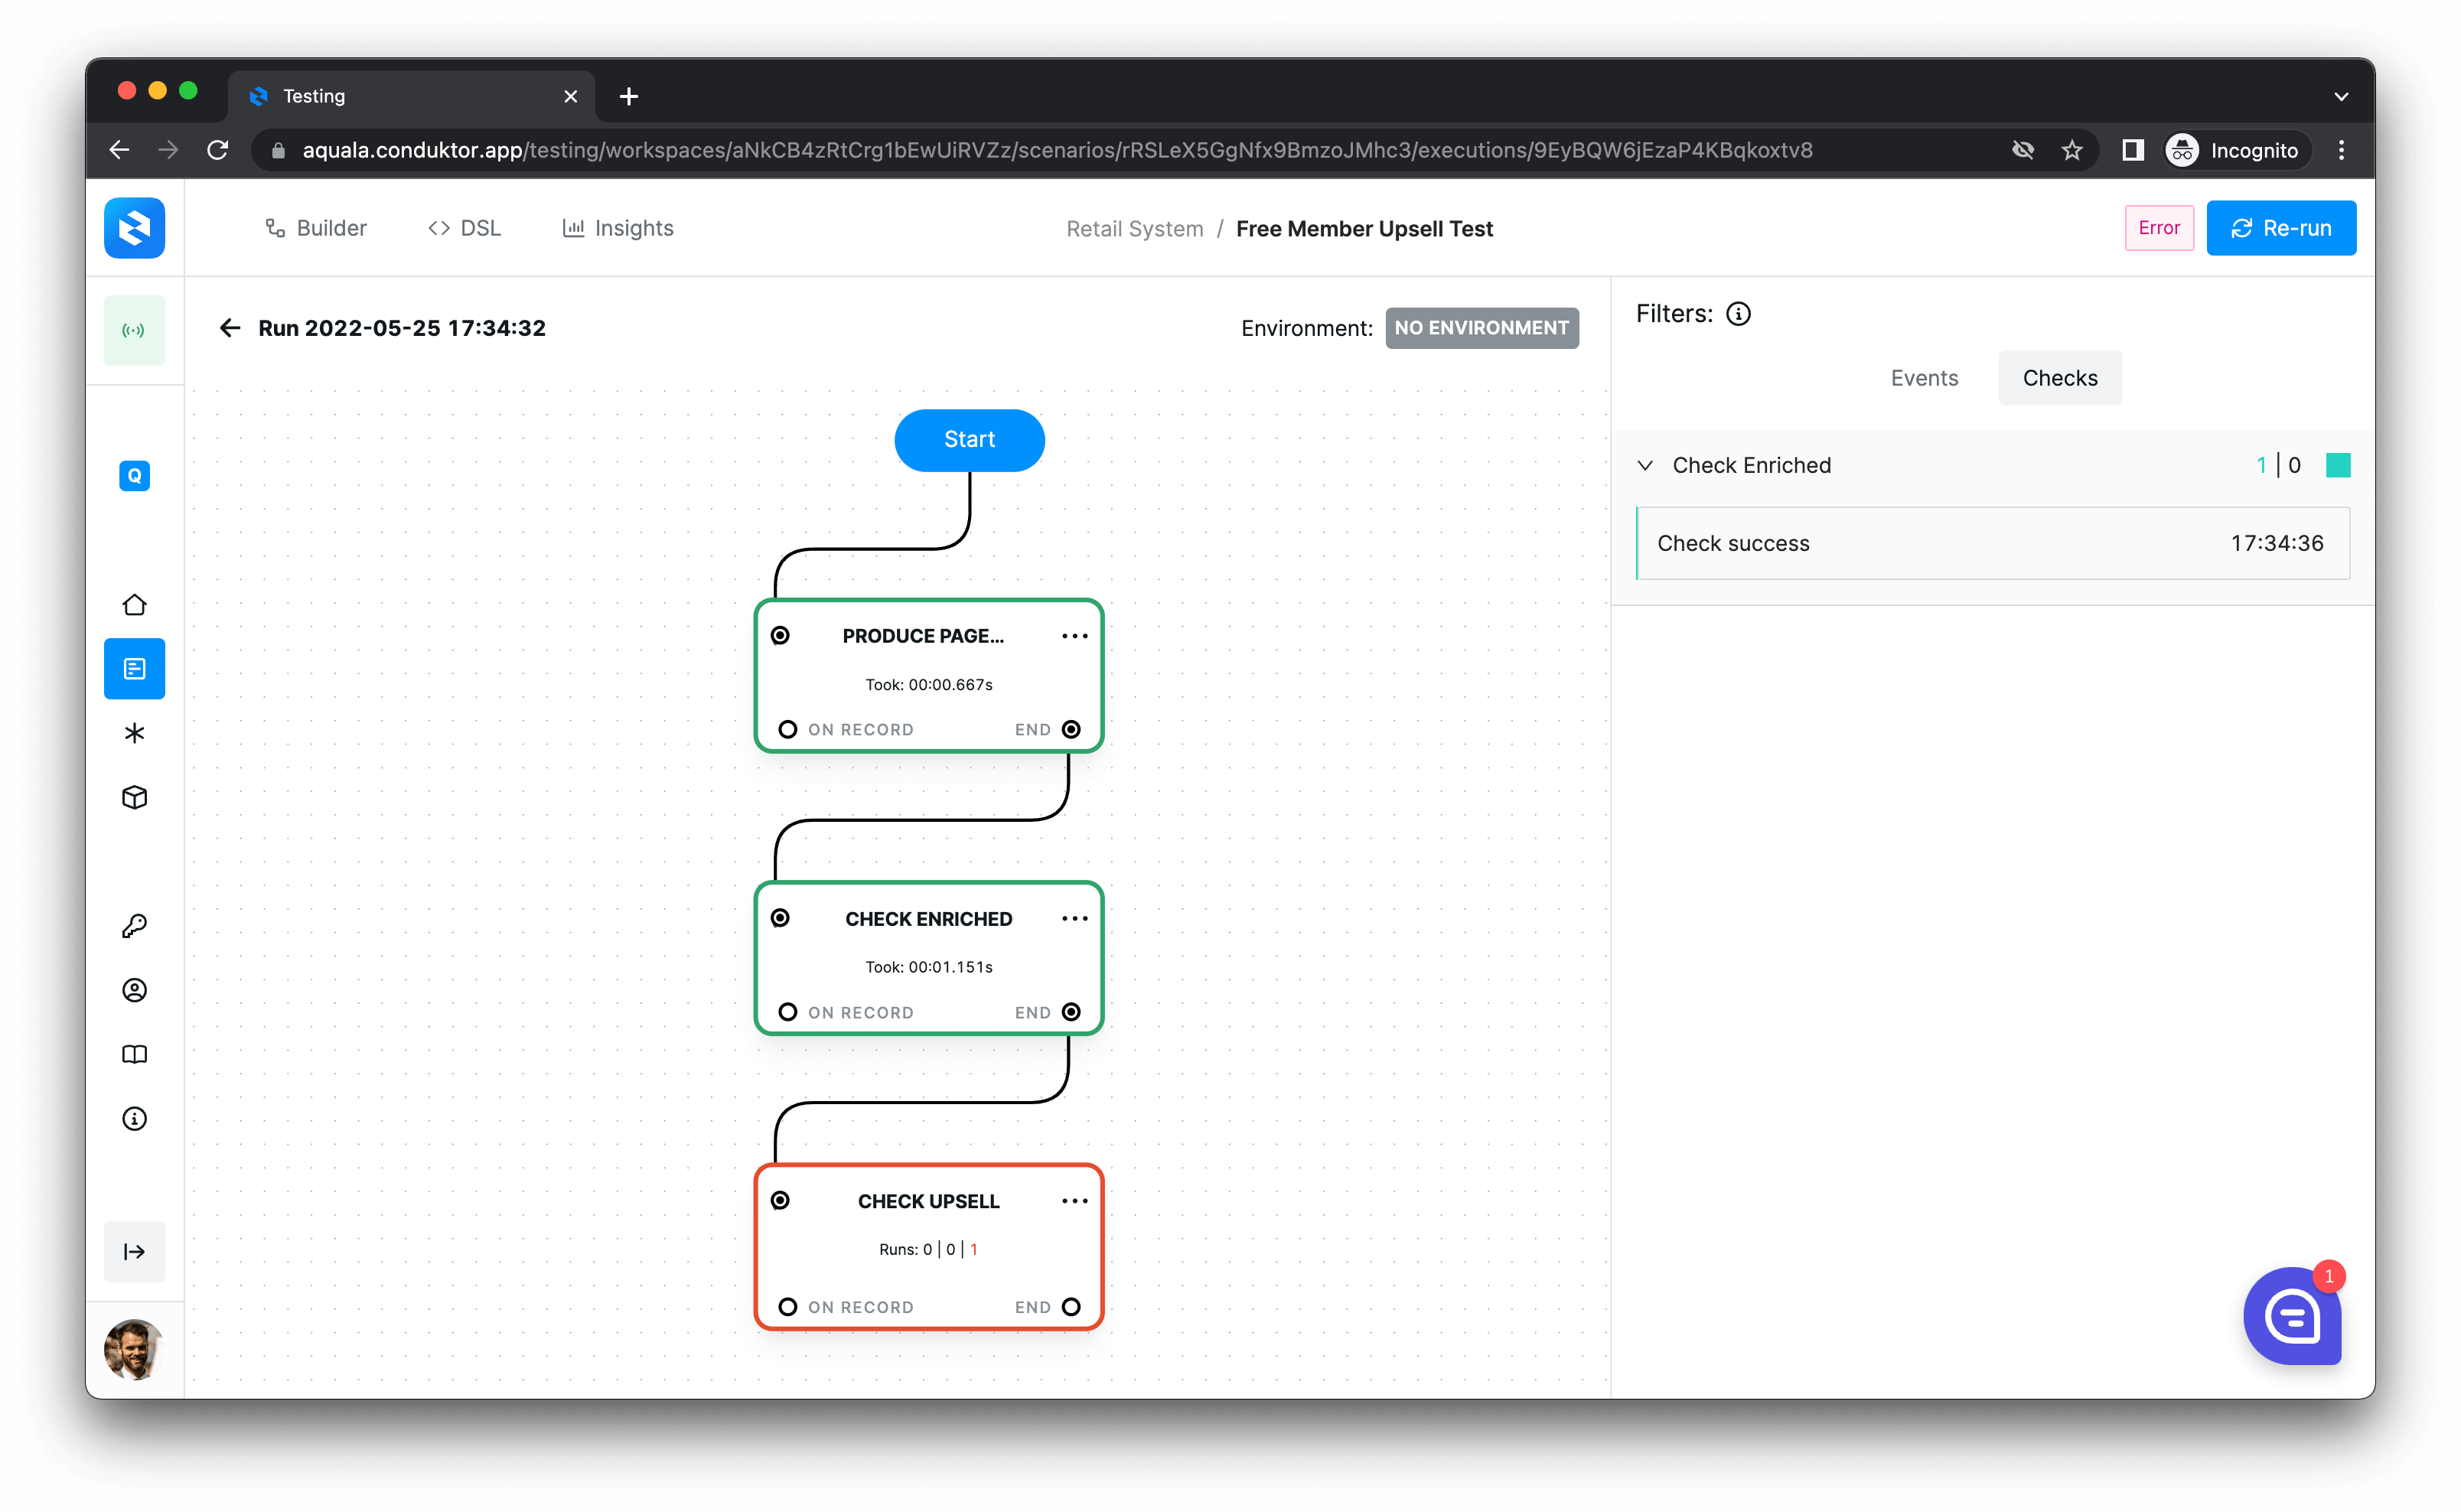 Testing
aquala.conduktor.app/testing/workspaces/aNkCB4zRtCrg1bEwUiRVZz/scenarios/rRSLeX5GgNfx9BmzoJMhc3/executions/9EyBQW6jEzaP4KBqkoxtv8
Incognito
Builder
DSL
Insights
Retail System / Free Member Upsell Test
Error
Re-run
Run 2022-05-25 17:34:32
Environment: NO ENVIRONMENT
Filters:
Events
Checks
Q
Start
Check Enriched
1 | 0
Check success
17:34:36
PRODUCE PAGE...
Took: 00:00.667s
ON RECORD
END
CHECK ENRICHED
Took: 00:01.151s
ON RECORD
END
CHECK UPSELL
Runs: 0 | 0 | 1
ON RECORD
END
1